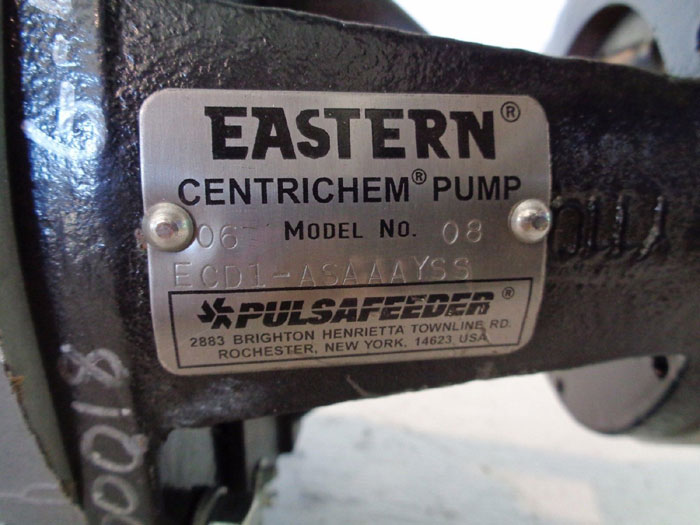 EASTERN®
CENTRICHEM® PUMP
06 MODEL NO. 08
ECD1-ASAAAYSS
PULSAFEEDER®
2883 BRIGHTON HENRIETTA TOWNLINE RD.
ROCHESTER, NEW YORK, 14623 USA